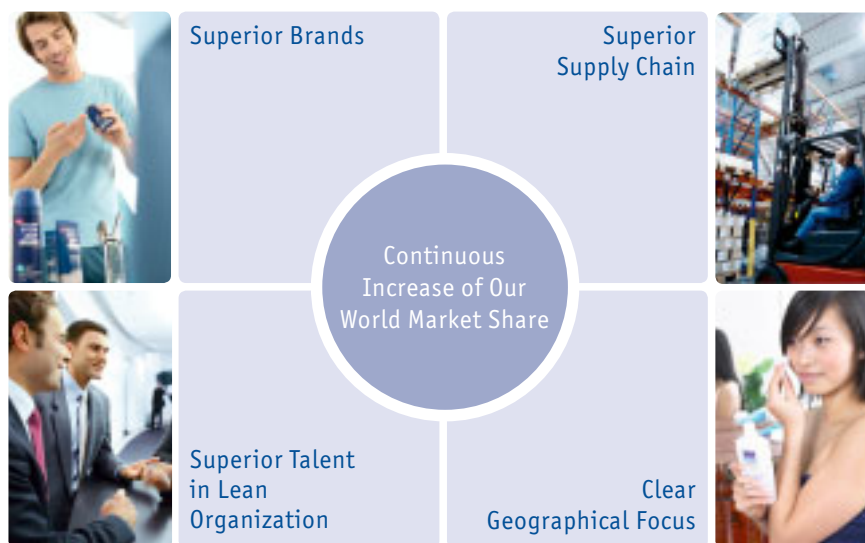 Superior Brands
Superior
Supply Chain
Continuous
Increase of Our
World Market Share
Superior Talent
in Lean
Organization
Clear
Geographical Focus